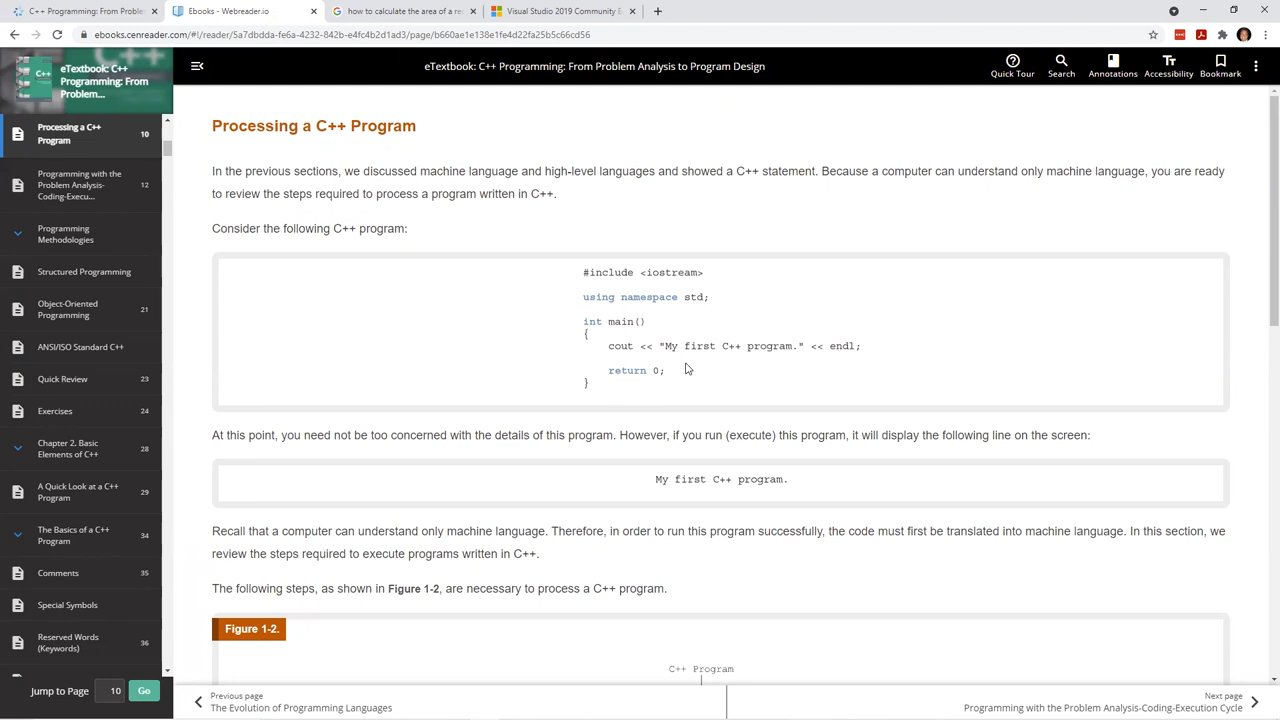 C++ Programming: From Problem
Ebooks - Webreader.io
how to calculate the area of a re
Visual Studio 2019 Community E
ebooks.cenreader.com/#!/reader/5a7dbdda-fe6a-4232-842b-e4fc4b2d1ad3/page/b660ae1e138e1fe4d22fa25b5c66cd56
C++
eTextbook: C++
Programming: From
Problem...
eTextbook: C++ Programming: From Problem Analysis to Program Design
Quick Tour
Search
Annotations
Accessibility
Bookmark
Processing a C++
Program
10
Programming with the
Problem Analysis-
Coding-Execu...
12
Programming
Methodologies
Structured Programming
Object-Oriented
Programming
21
ANSI/ISO Standard C++
Quick Review
23
Exercises
24
Chapter 2. Basic
Elements of C++
28
A Quick Look at a C++
Program
29
The Basics of a C++
Program
34
Comments
35
Special Symbols
Reserved Words
(Keywords)
36
Jump to Page
10
Go
Processing a C++ Program
In the previous sections, we discussed machine language and high-level languages and showed a C++ statement. Because a computer can understand only machine language, you are ready
to review the steps required to process a program written in C++.
Consider the following C++ program:
#include <iostream>
using namespace std;
int main()
{
cout << "My first C++ program." << endl;
return 0;
}
At this point, you need not be too concerned with the details of this program. However, if you run (execute) this program, it will display the following line on the screen:
My first C++ program.
Recall that a computer can understand only machine language. Therefore, in order to run this program successfully, the code must first be translated into machine language. In this section, we
review the steps required to execute programs written in C++.
The following steps, as shown in Figure 1-2, are necessary to process a C++ program.
Figure 1-2.
C++ Program
Previous page
The Evolution of Programming Languages
Next page
Programming with the Problem Analysis-Coding-Execution Cycle